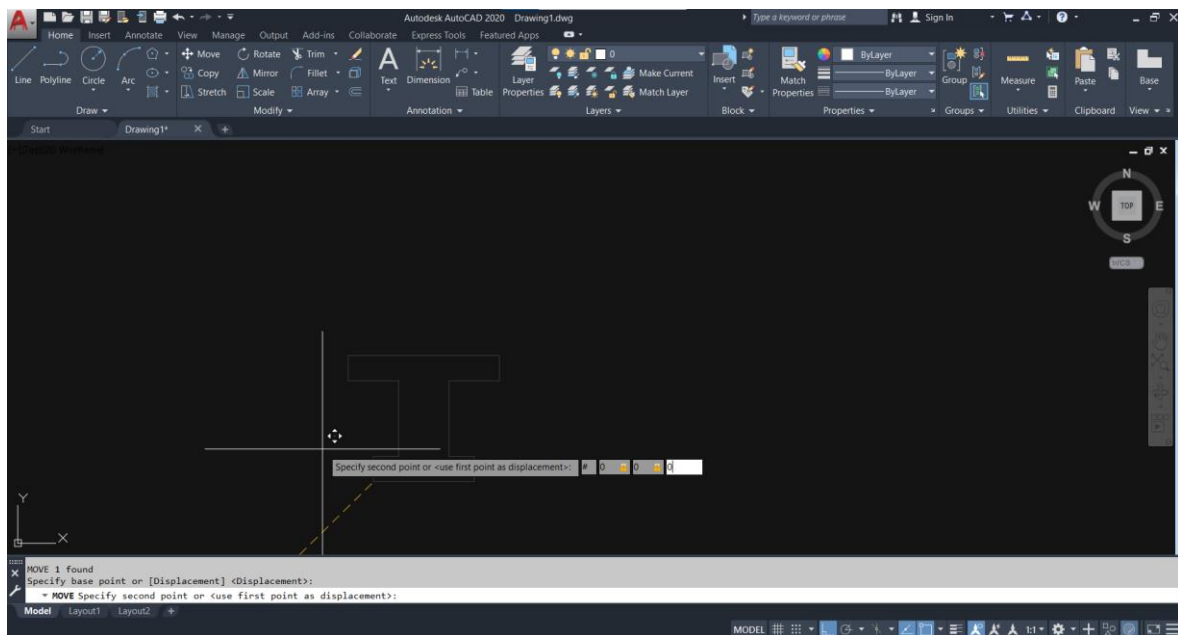 Autodesk AutoCAD 2020 Drawing1.dwg
Type a keyword or phrase
Sign In
Home Insert Annotate View Manage Output Add-ins Collaborate Express Tools Featured Apps
Line Polyline Circle Arc
Move Rotate Trim
Copy Mirror Fillet
Stretch Scale Array
Text Dimension
Table
Layer Properties
0
Make Current
Match Layer
Insert
Match Properties
ByLayer
ByLayer
ByLayer
Group
Measure
Paste
Base
Draw Modify Annotation Layers Block Properties Groups Utilities Clipboard View
Start Drawing1* +
N
W TOP E
S
WCS
Specify second point or <use first point as displacement>: # 0 0 0
Y
X
MOVE 1 found
Specify base point or [Displacement] <Displacement>:
MOVE Specify second point or <use first point as displacement>:
Model Layout1 Layout2 +
MODEL 1:1